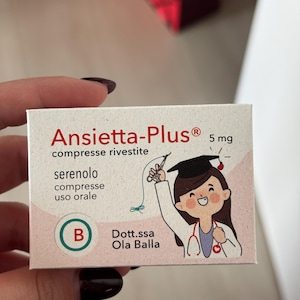 Ansietta-Plus® 5 mg
compresse rivestite
serenolo
compresse
uso orale
B
Dott.ssa
Ola Balla